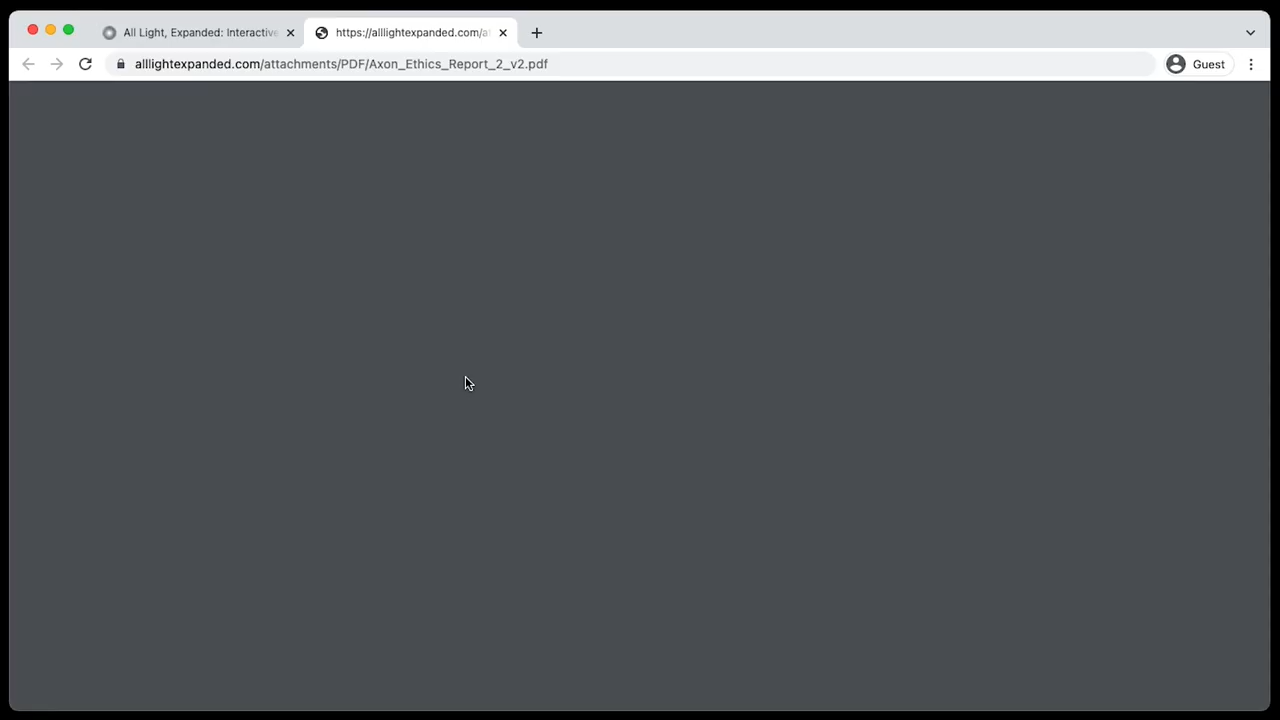 All Light, Expanded: Interactive
https://alllightexpanded.com/a
alllightexpanded.com/attachments/PDF/Axon_Ethics_Report_2_v2.pdf
Guest